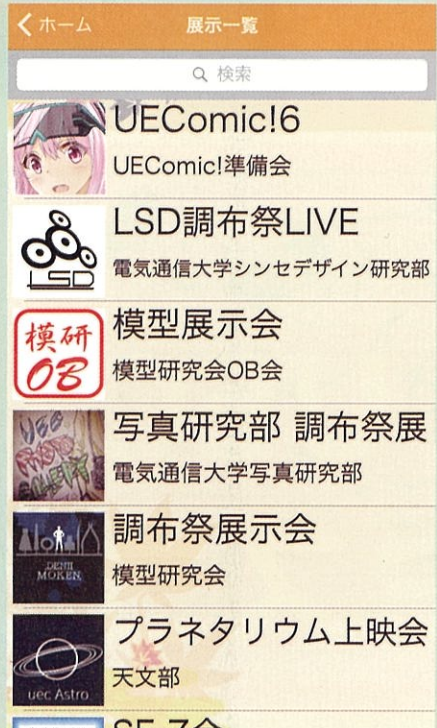 ホーム
展示一覧
検索
UEComic!6
UEComic!準備会
LSD
LSD調布祭LIVE
電気通信大学シンセデザイン研究部
模研
OB
模型展示会
模型研究会OB会
写真研究部 調布祭展
電気通信大学写真研究部
DENTI
MOKEN
調布祭展示会
模型研究会
uec Astro
プラネタリウム上映会
天文部